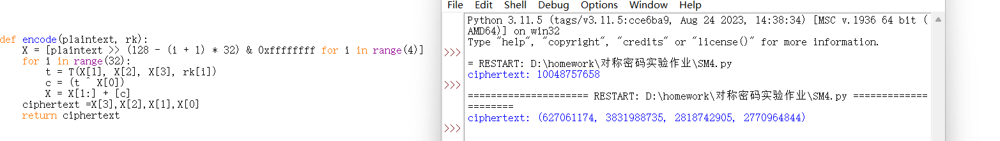 def encode(plaintext, rk):
    X = [plaintext >> (128 - (i + 1) * 32) & 0xffffffff for i in range(4)]
    for i in range(32):
        t = T(X[1], X[2], X[3], rk[i])
        c = (t ^ X[0])
        X = X[1:] + [c]
    ciphertext =X[3],X[2],X[1],X[0]
    return ciphertext
File Edit Shell Debug Options Window Help
Python 3.11.5 (tags/v3.11.5:cce6ba9, Aug 24 2023, 14:38:34) [MSC v.1936 64 bit (
AMD64)] on win32
Type "help", "copyright", "credits" or "license()" for more information.
>>>
= RESTART: D:\homework\对称密码实验作业\SM4.py
ciphertext: 10048757658
>>>
===================== RESTART: D:\homework\对称密码实验作业\SM4.py =============
========
ciphertext: (627061174, 3831988735, 2818742905, 2770964844)
>>>